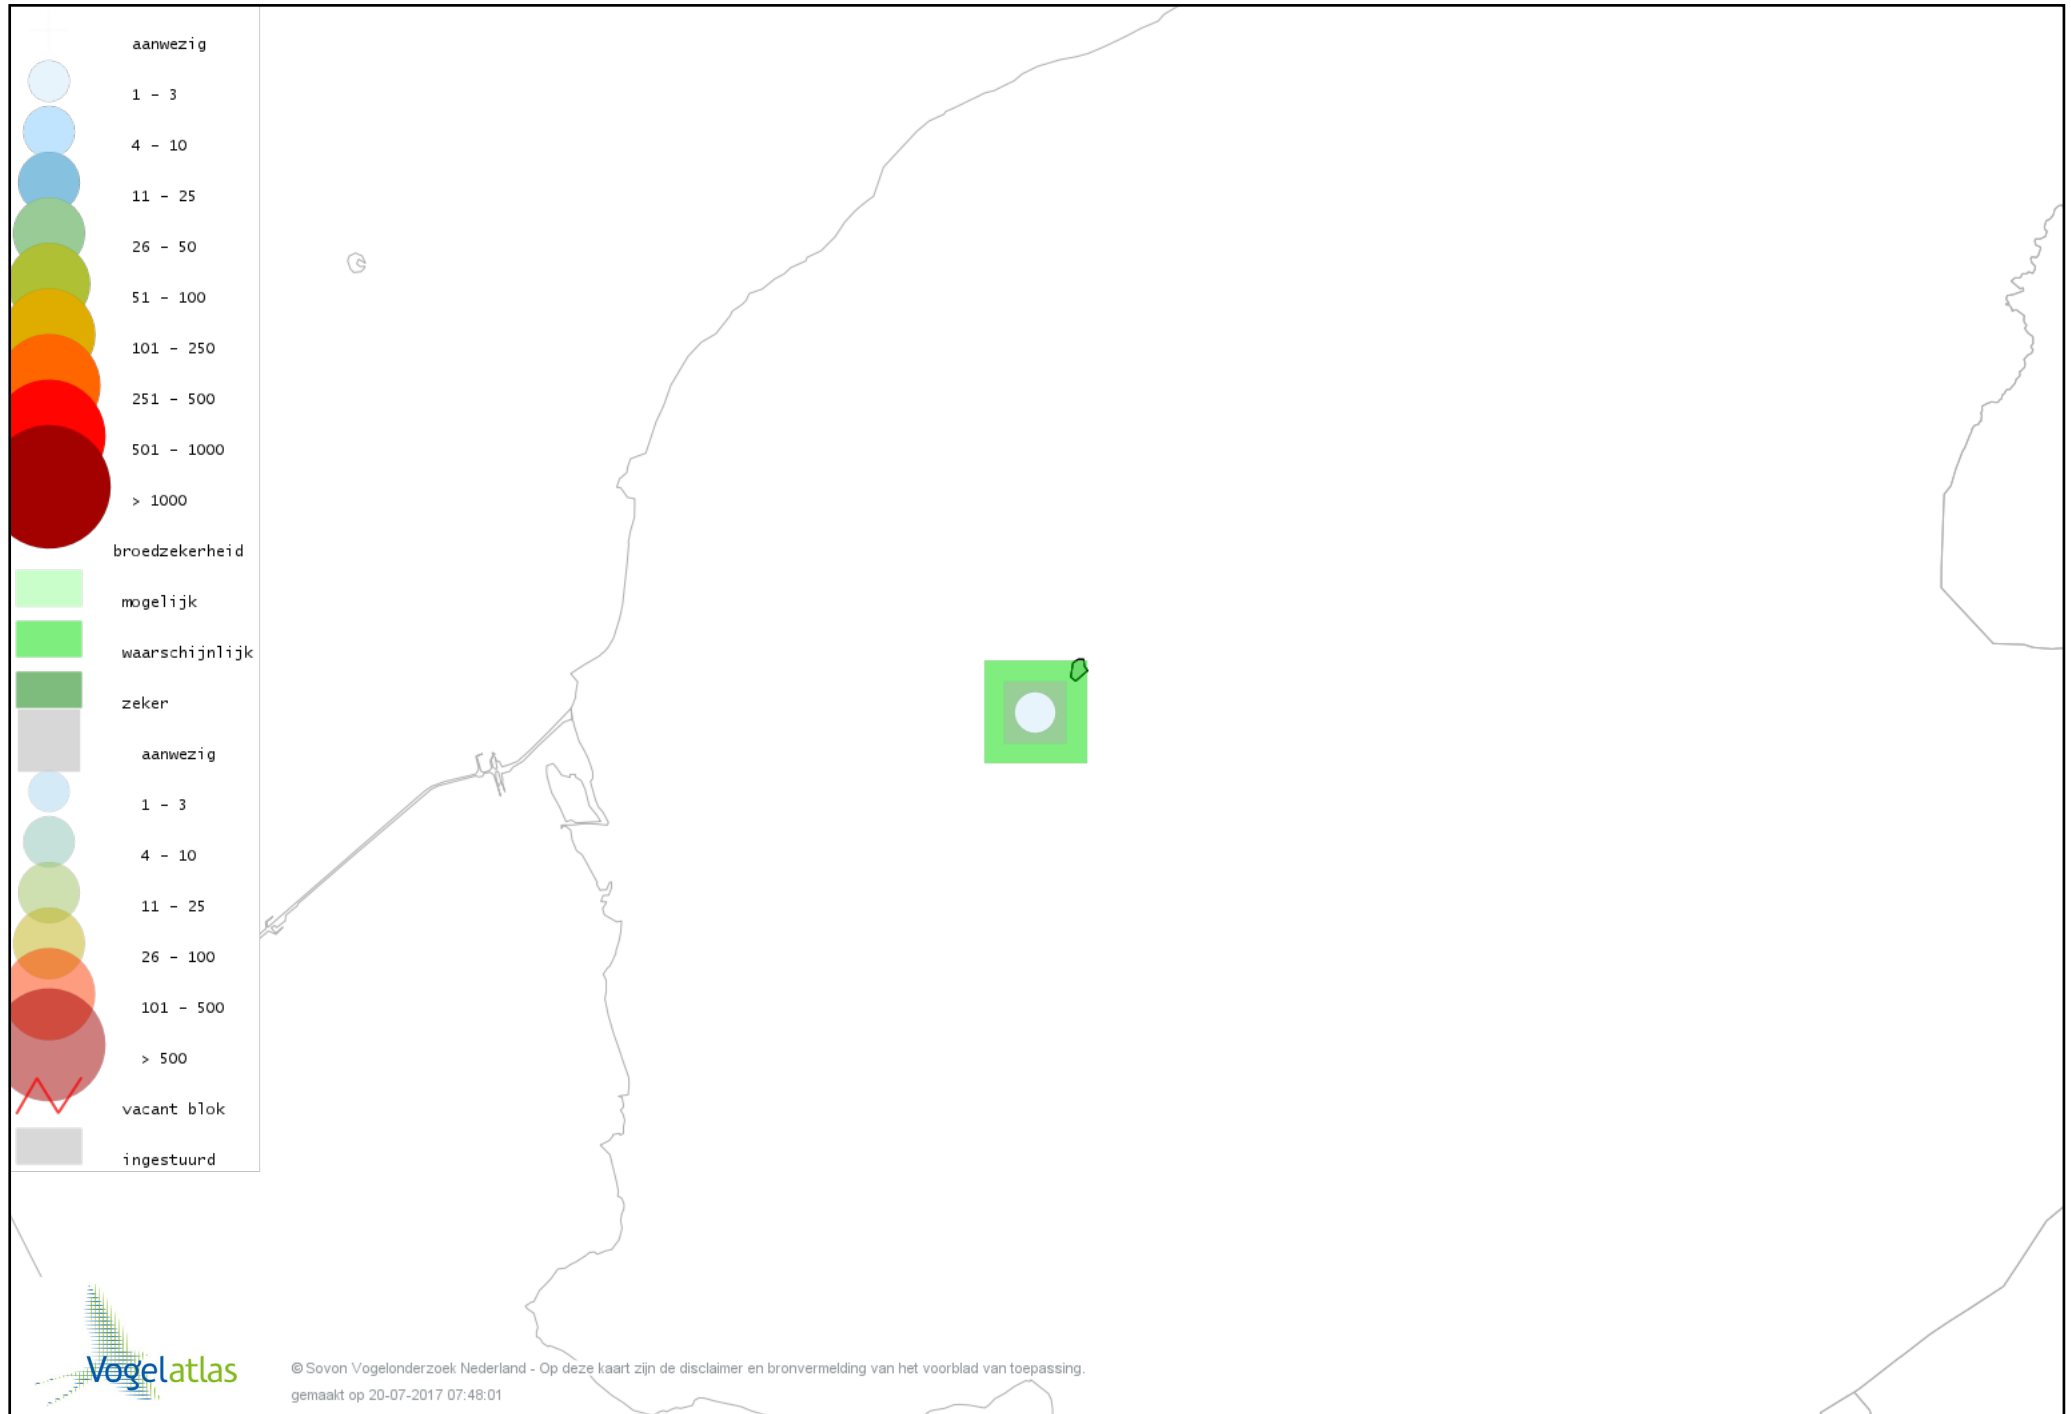 aanwezig
1 - 3
4 - 10
11 - 25
26 - 50
51 - 100
101 - 250
251 - 500
501 - 1000
> 1000
broedzekerheid
mogelijk
waarschijnlijk
zeker
aanwezig
1 - 3
4 - 10
11 - 25
26 - 100
101 - 500
> 500
vacant blok
ingestuurd
Vogelatlas
© Sovon Vogelonderzoek Nederland - Op deze kaart zijn de disclaimer en bronvermelding van het voorblad van toepassing.
gemaakt op 20-07-2017 07:48:01